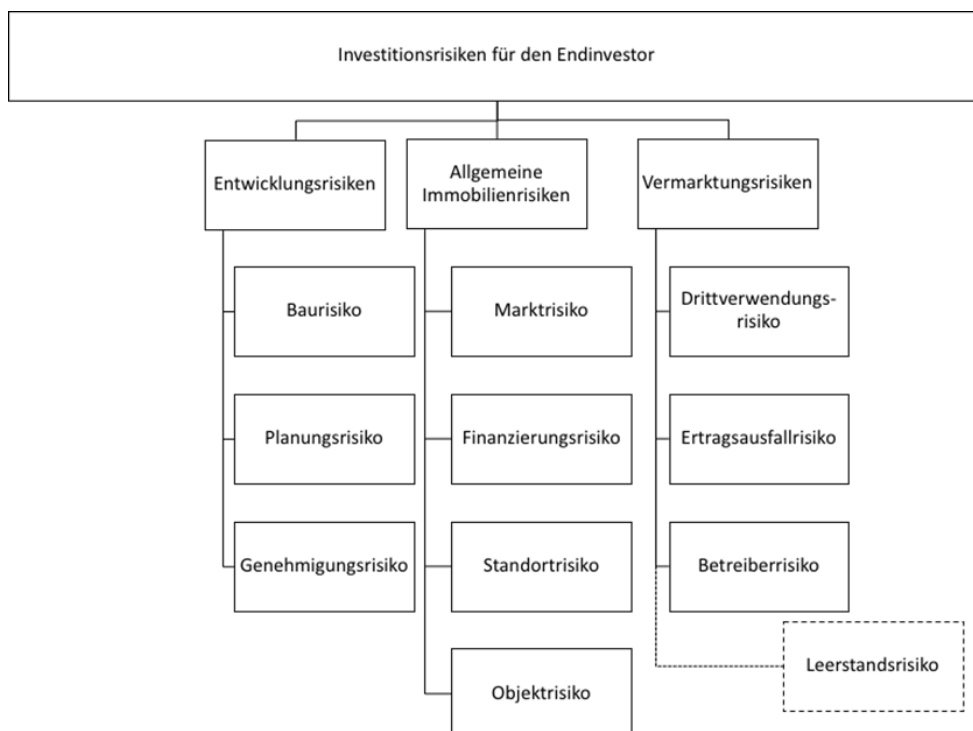 Investitionsrisiken für den Endinvestor
Entwicklungsrisiken
Allgemeine
Immobilienrisiken
Vermarktungsrisiken
Baurisiko
Marktrisiko
Drittverwendungs-
risiko
Planungsrisiko
Finanzierungsrisiko
Ertragsausfallrisiko
Genehmigungsrisiko
Standortrisiko
Betreiberrisiko
Leerstandsrisiko
Objektrisiko